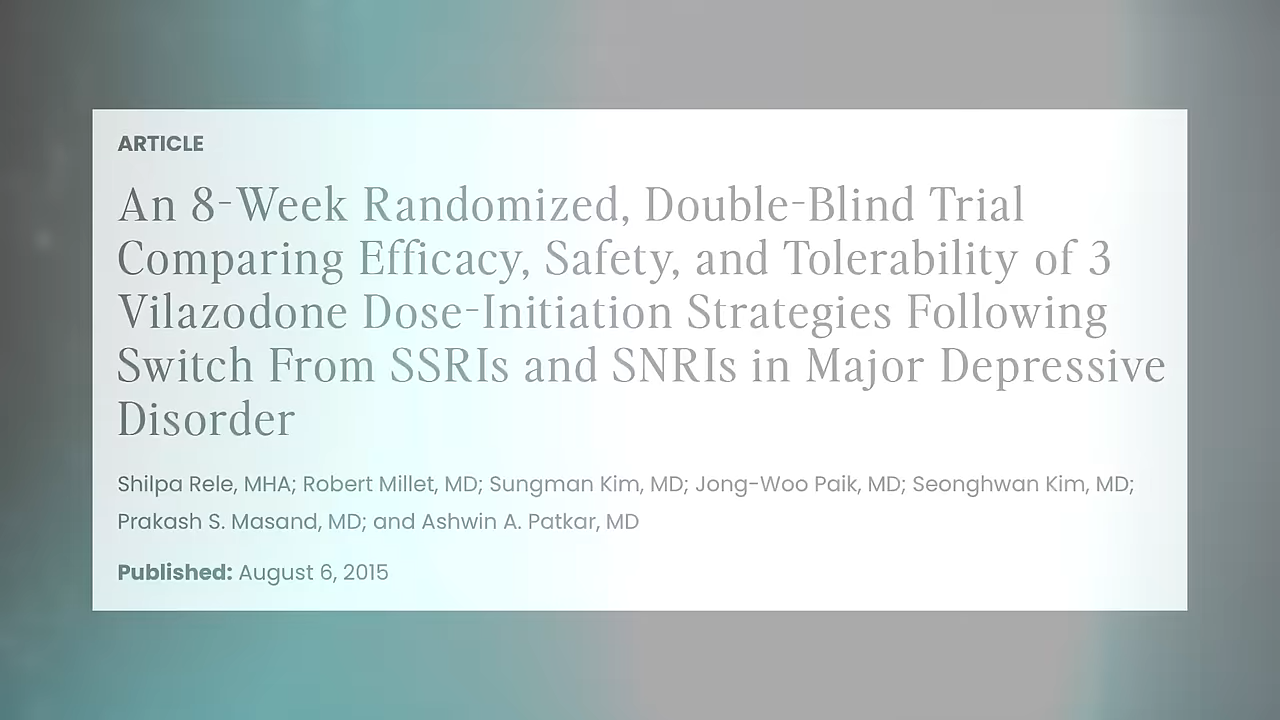 ARTICLE
An 8-Week Randomized, Double-Blind Trial
Comparing Efficacy, Safety, and Tolerability of 3
Vilazodone Dose-Initiation Strategies Following
Switch From SSRIs and SNRIs in Major Depressive
Disorder
Shilpa Rele, MHA; Robert Millet, MD; Sungman Kim, MD; Jong-Woo Paik, MD; Seonghwan Kim, MD;
Prakash S. Masand, MD; and Ashwin A. Patkar, MD
Published: August 6, 2015